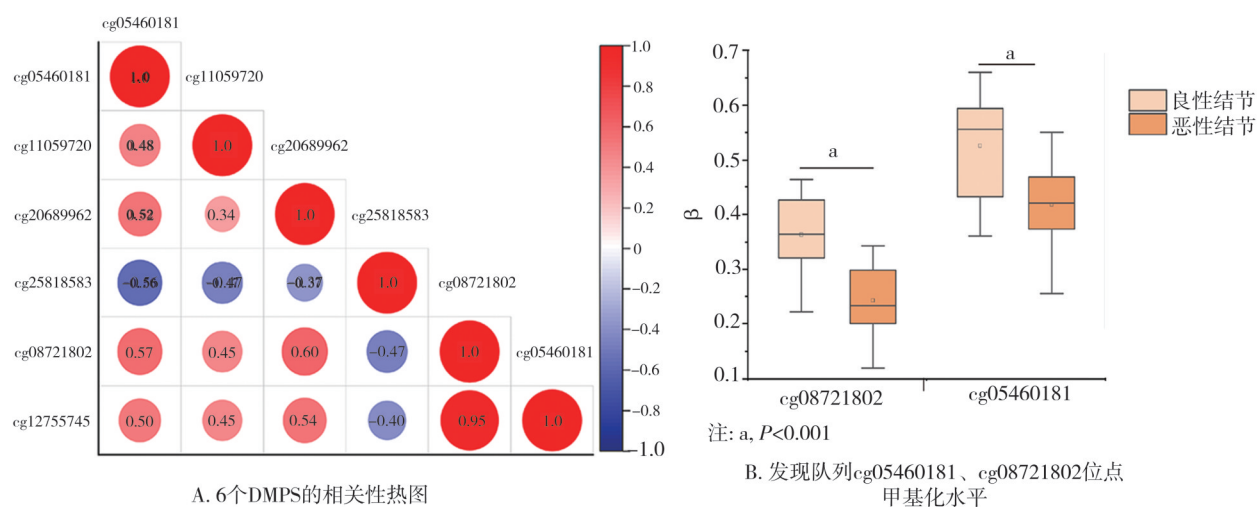 cg05460181
cg05460181 1.0 cg11059720
cg11059720 0.48 1.0 cg20689962
cg20689962 0.52 0.34 1.0 cg25818583
cg25818583 -0.56 -0.47 -0.37 1.0 cg08721802
cg08721802 0.57 0.45 0.60 -0.47 1.0 cg05460181
cg12755745 0.50 0.45 0.54 -0.40 0.95 1.0
1.0
0.8
0.6
0.4
0.2
0
-0.2
-0.4
-0.6
-0.8
-1.0
A. 6个DMPS的相关性热图
0.7
0.6
0.5
0.4
0.3
0.2
0.1
β
a
a
cg08721802
cg05460181
良性结节
恶性结节
注: a, P<0.001
B. 发现队列cg05460181、cg08721802位点
甲基化水平